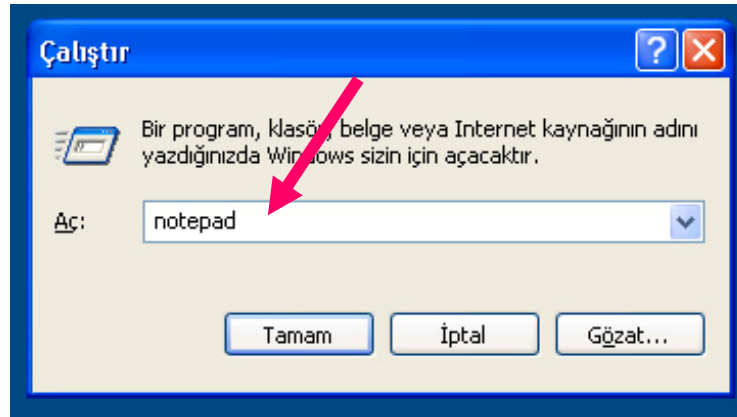 Çalıştır
Bir program, klasör, belge veya Internet kaynağının adını
yazdığınızda Windows sizin için açacaktır.
Aç: notepad
Tamam İptal Gözat...